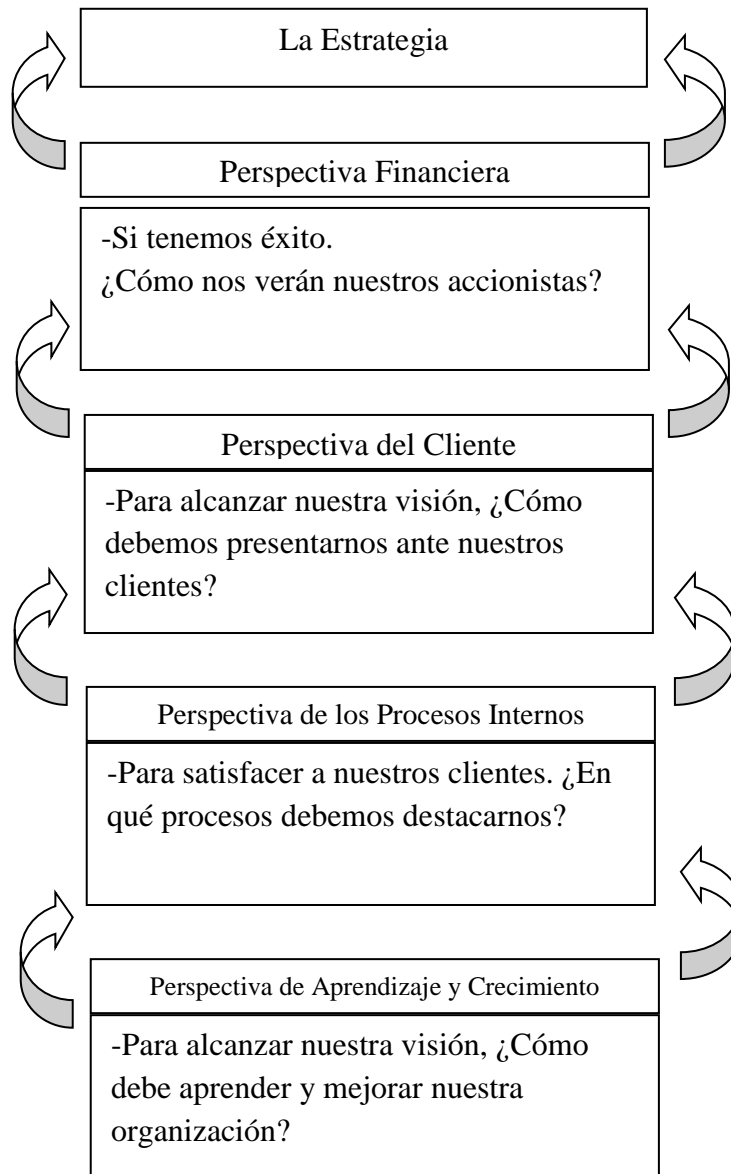 La Estrategia
Perspectiva Financiera
-Si tenemos éxito.
¿Cómo nos verán nuestros accionistas?
Perspectiva del Cliente
-Para alcanzar nuestra visión, ¿Cómo
debemos presentarnos ante nuestros
clientes?
Perspectiva de los Procesos Internos
-Para satisfacer a nuestros clientes. ¿En
qué procesos debemos destacarnos?
Perspectiva de Aprendizaje y Crecimiento
-Para alcanzar nuestra visión, ¿Cómo
debe aprender y mejorar nuestra
organización?